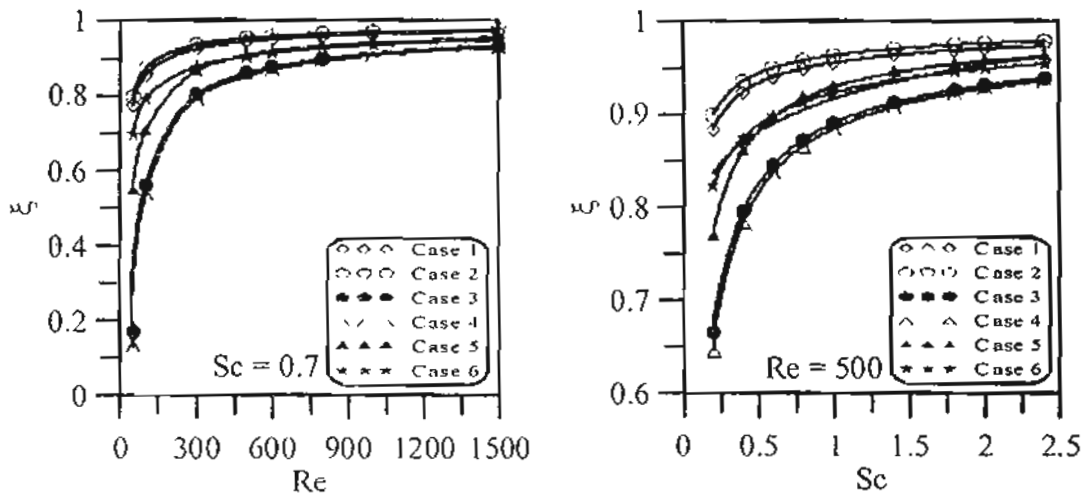 1
0.8
0.6
0.4
0.2
0
ξ
Case 1
Case 2
Case 3
Case 4
Case 5
Case 6
Sc = 0.7
0 300 600 900 1200 1500
Re
1
0.9
0.8
0.7
0.6
ξ
Case 1
Case 2
Case 3
Case 4
Case 5
Case 6
Re = 500
0 0.5 1 1.5 2 2.5
Sc